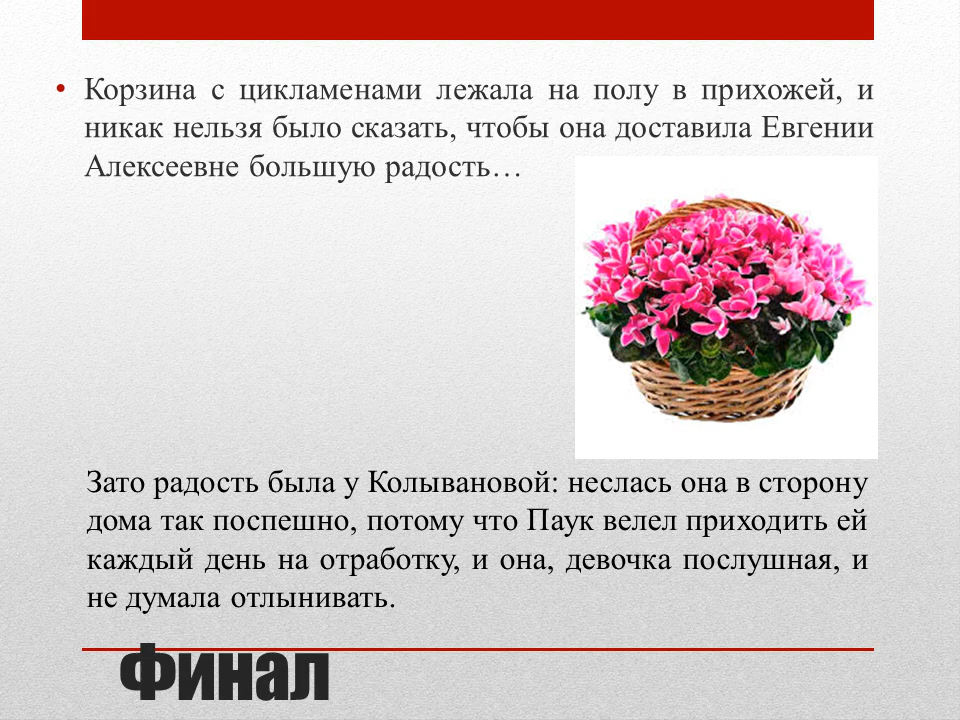 • Корзина с цикламенами лежала на полу в прихожей, и
никак нельзя было сказать, чтобы она доставила Евгении
Алексеевне большую радость…
Зато радость была у Колывановой: неслась она в сторону
дома так поспешно, потому что Паук велел приходить ей
каждый день на отработку, и она, девочка послушная, и
не думала отлынивать.
Финал